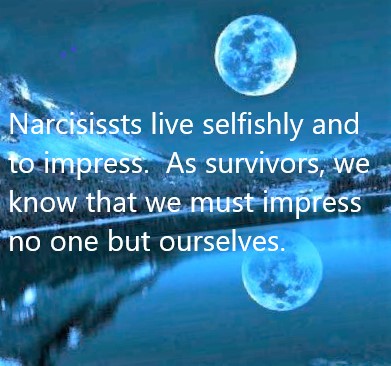 Narcisissts live selfishly and
to impress.  As survivors, we
know that we must impress
no one but ourselves.